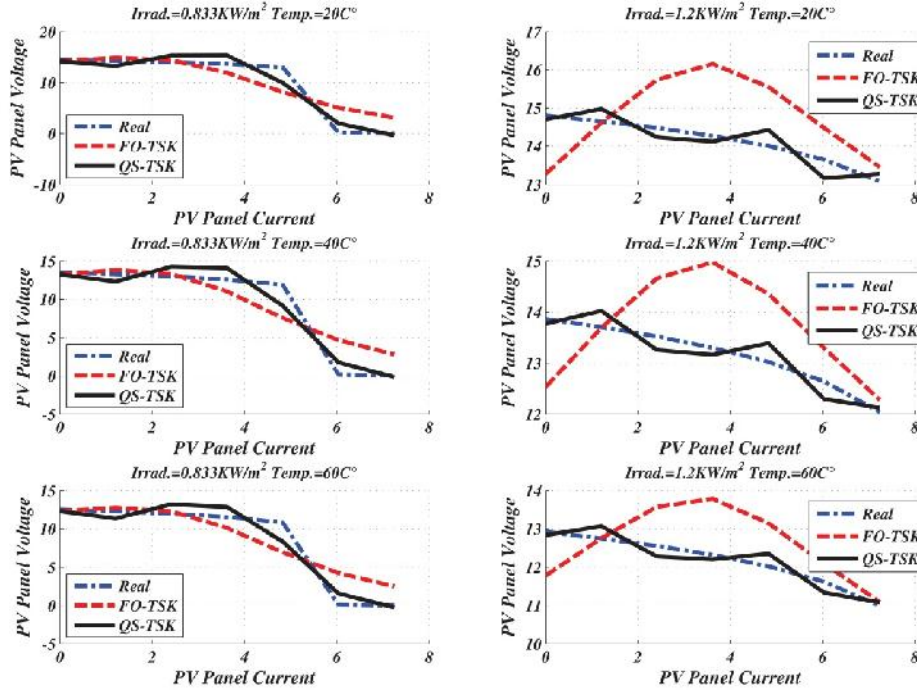 Irrad.=0.833KW/m² Temp.=20C°
20
10
0
-10
PV Panel Voltage
Real
FO-TSK
QS-TSK
0 2 4 6 8
PV Panel Current
Irrad.=1.2KW/m² Temp.=20C°
17
16
15
14
13
PV Panel Voltage
Real
FO-TSK
QS-TSK
0 2 4 6 8
PV Panel Current
Irrad.=0.833KW/m² Temp.=40C°
15
10
5
0
-5
PV Panel Voltage
Real
FO-TSK
QS-TSK
0 2 4 6 8
PV Panel Current
Irrad.=1.2KW/m² Temp.=40C°
15
14
13
12
PV Panel Voltage
Real
FO-TSK
QS-TSK
0 2 4 6 8
PV Panel Current
Irrad.=0.833KW/m² Temp.=60C°
15
10
5
0
-5
PV Panel Voltage
Real
FO-TSK
QS-TSK
0 2 4 6 8
PV Panel Current
Irrad.=1.2KW/m² Temp.=60C°
14
13
12
11
10
PV Panel Voltage
Real
FO-TSK
QS-TSK
0 2 4 6 8
PV Panel Current